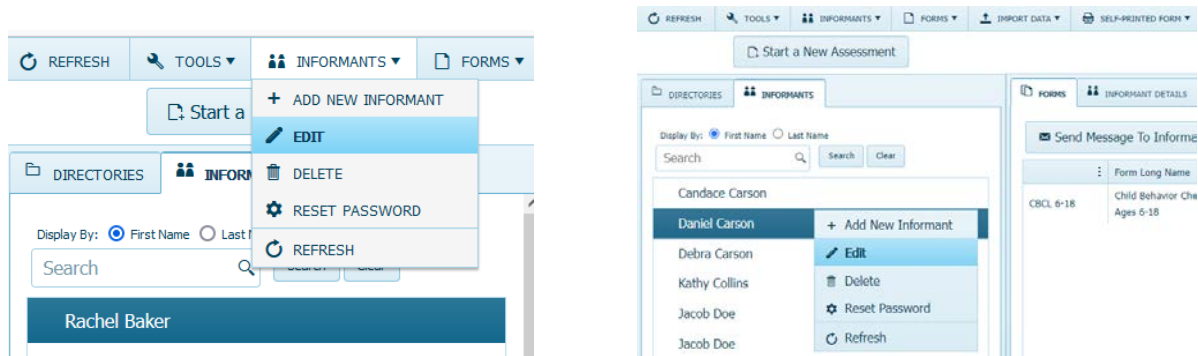 REFRESH TOOLS ▼ INFORMANTS ▼ FORMS ▼
Start a
+ ADD NEW INFORMANT
EDIT
DELETE
RESET PASSWORD
REFRESH
DIRECTORIES INFORM
Display By: First Name Last N
Search
Rachel Baker
REFRESH TOOLS ▼ INFORMANTS ▼ FORMS ▼ IMPORT DATA ▼ SELF-PRINTED FORM ▼
Start a New Assessment
DIRECTORIES INFORMANTS
Display By: First Name Last Name
Search Search Clear
Candace Carson
Daniel Carson
Debra Carson
Kathy Collins
Jacob Doe
Jacob Doe
+ Add New Informant
Edit
Delete
Reset Password
Refresh
FORMS INFORMANT DETAILS
Send Message To Informa
Form Long Name
CBCL 6-18 Child Behavior Che
Ages 6-18